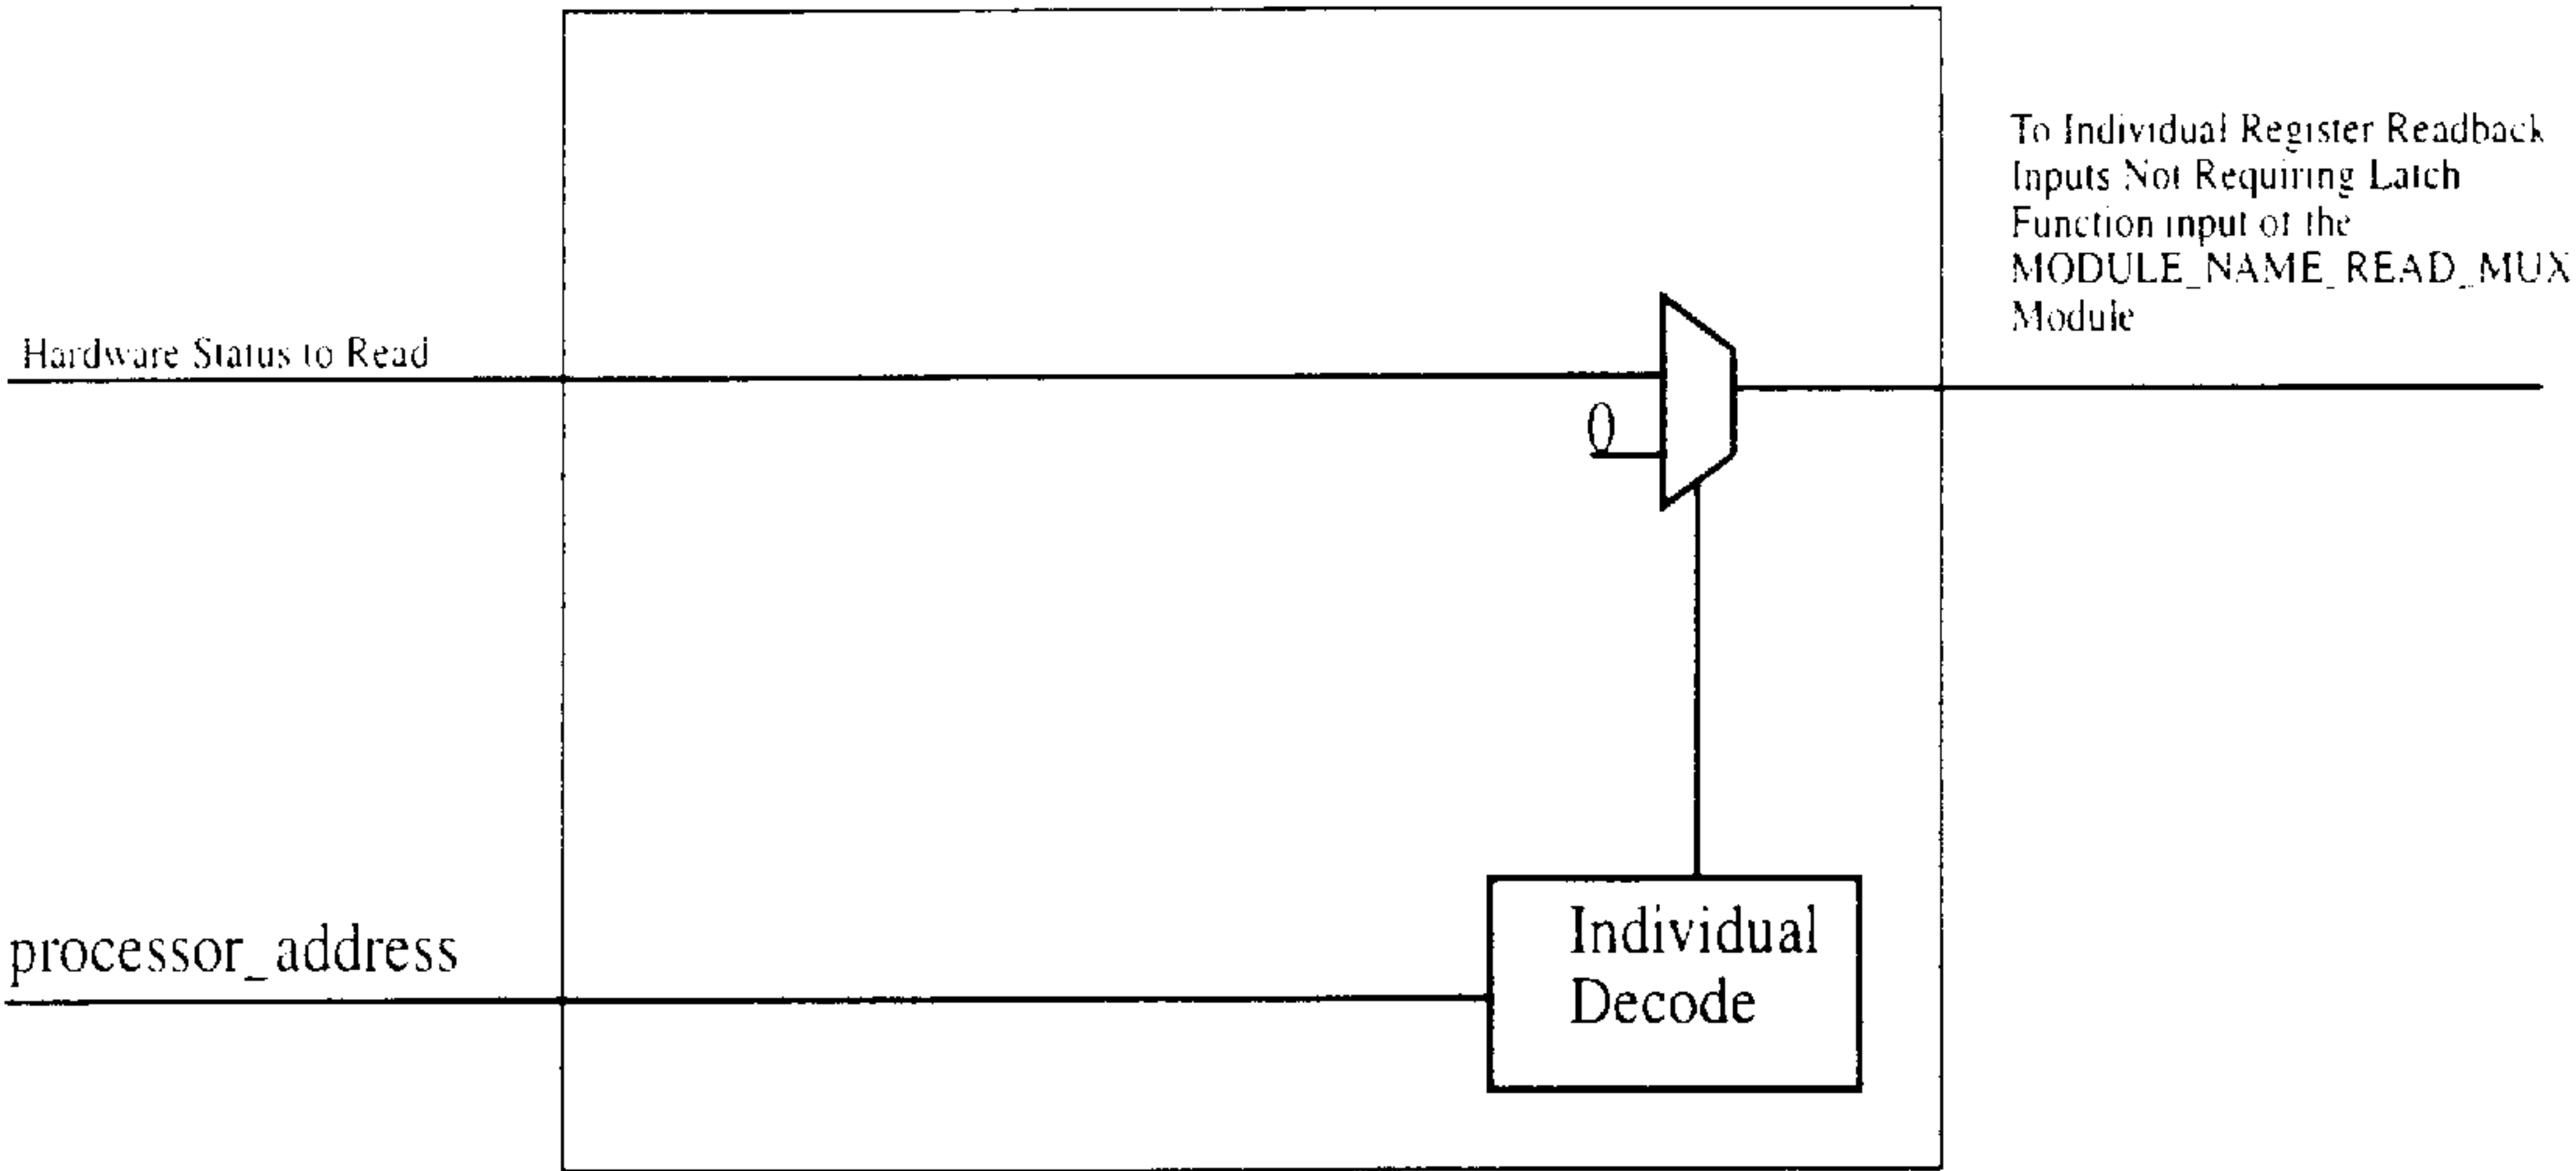 To Individual Register Readback
Inputs Not Requiring Latch
Function input of the
MODULE_NAME_READ_MUX
Module
Hardware Status to Read
0
processor_address
Individual
Decode